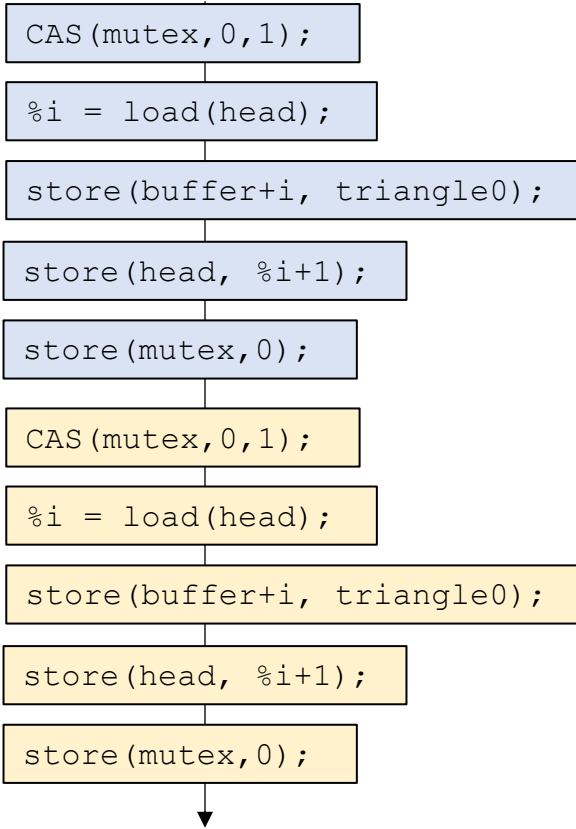 CAS(mutex,0,1);
%i = load(head);
store(buffer+i, triangle0);
store(head, %i+1);
store(mutex,0);
CAS(mutex,0,1);
%i = load(head);
store(buffer+i, triangle0);
store(head, %i+1);
store(mutex,0);